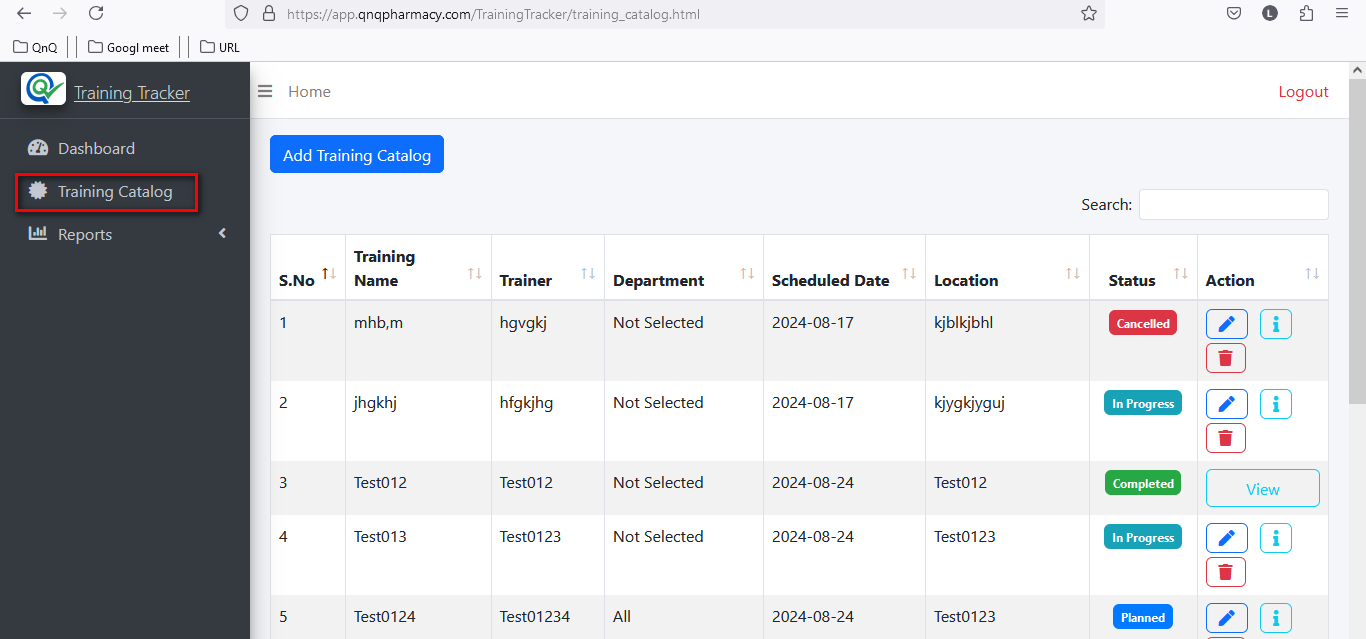 https://app.qnqpharmacy.com/TrainingTracker/training_catalog.html
L
QnQ Googl meet URL
Training Tracker
Home
Logout
Dashboard
Training Catalog
Reports
Add Training Catalog
Search:
S.No Training Name Trainer Department Scheduled Date Location Status Action
1 mhb,m hgvgkj Not Selected 2024-08-17 kjblkjbhl Cancelled
2 jhgkhj hfgkjhg Not Selected 2024-08-17 kjygkjyguj In Progress
3 Test012 Test012 Not Selected 2024-08-24 Test012 Completed View
4 Test013 Test0123 Not Selected 2024-08-24 Test0123 In Progress
5 Test0124 Test01234 All 2024-08-24 Test0123 Planned